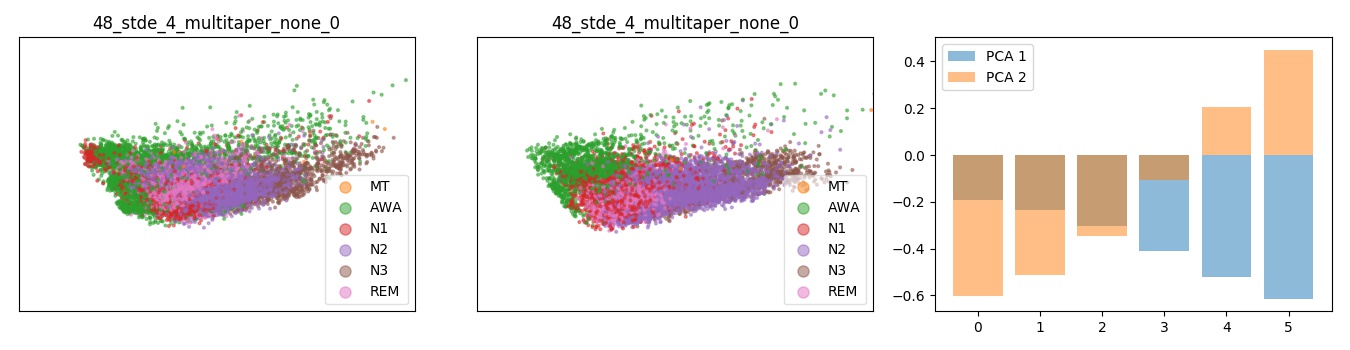 48_stde_4_multitaper_none_0
MT
AWA
N1
N2
N3
REM
48_stde_4_multitaper_none_0
MT
AWA
N1
N2
N3
REM
PCA 1
PCA 2
0.4
0.2
0.0
−0.2
−0.4
−0.6
0 1 2 3 4 5